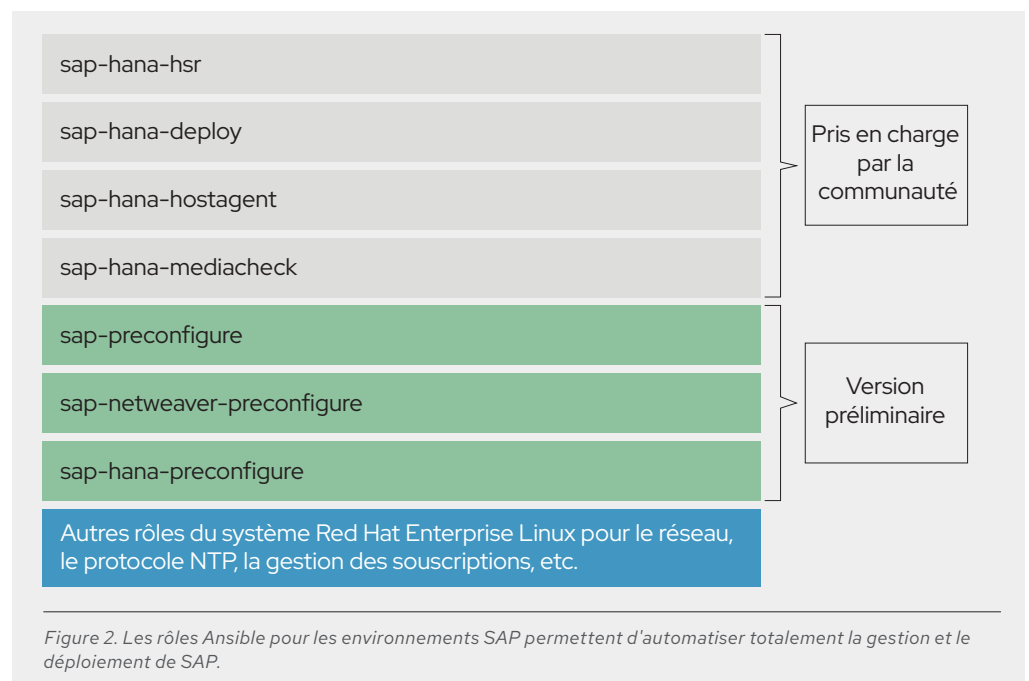 sap-hana-hsr
sap-hana-deploy
sap-hana-hostagent
sap-hana-mediacheck
Pris en charge
par la
communauté
sap-preconfigure
sap-netweaver-preconfigure
sap-hana-preconfigure
Version
préliminaire
Autres rôles du système Red Hat Enterprise Linux pour le réseau,
le protocole NTP, la gestion des souscriptions, etc.
Figure 2. Les rôles Ansible pour les environnements SAP permettent d'automatiser totalement la gestion et le
déploiement de SAP.